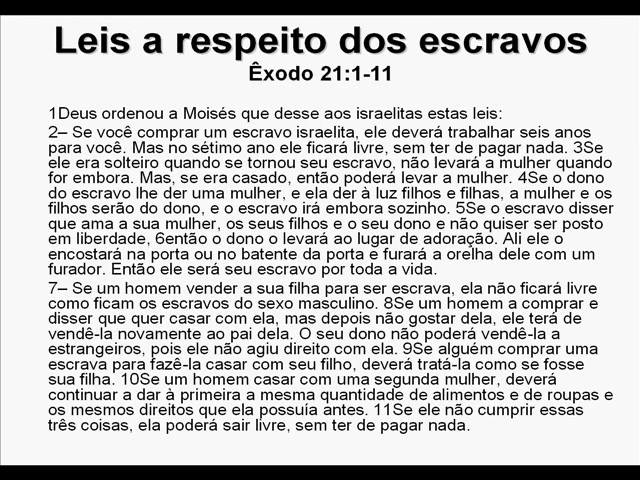 Leis a respeito dos escravos
Êxodo 21:1-11
1Deus ordenou a Moisés que desse aos israelitas estas leis:
2– Se você comprar um escravo israelita, ele deverá trabalhar seis anos
para você. Mas no sétimo ano ele ficará livre, sem ter de pagar nada. 3Se
ele era solteiro quando se tornou seu escravo, não levará a mulher quando
for embora. Mas, se era casado, então poderá levar a mulher. 4Se o dono
do escravo lhe der uma mulher, e ela der à luz filhos e filhas, a mulher e os
filhos serão do dono, e o escravo irá embora sozinho. 5Se o escravo disser
que ama a sua mulher, os seus filhos e o seu dono e não quiser ser posto
em liberdade, 6então o dono o levará ao lugar de adoração. Ali ele o
encostará na porta ou no batente da porta e furará a orelha dele com um
furador. Então ele será seu escravo por toda a vida.
7– Se um homem vender a sua filha para ser escrava, ela não ficará livre
como ficam os escravos do sexo masculino. 8Se um homem a comprar e
disser que quer casar com ela, mas depois não gostar dela, ele terá de
vendê-la novamente ao pai dela. O seu dono não poderá vendê-la a
estrangeiros, pois ele não agiu direito com ela. 9Se alguém comprar uma
escrava para fazê-la casar com seu filho, deverá tratá-la como se fosse
sua filha. 10Se um homem casar com uma segunda mulher, deverá
continuar a dar à primeira a mesma quantidade de alimentos e de roupas e
os mesmos direitos que ela possuía antes. 11Se ele não cumprir essas
três coisas, ela poderá sair livre, sem ter de pagar nada.